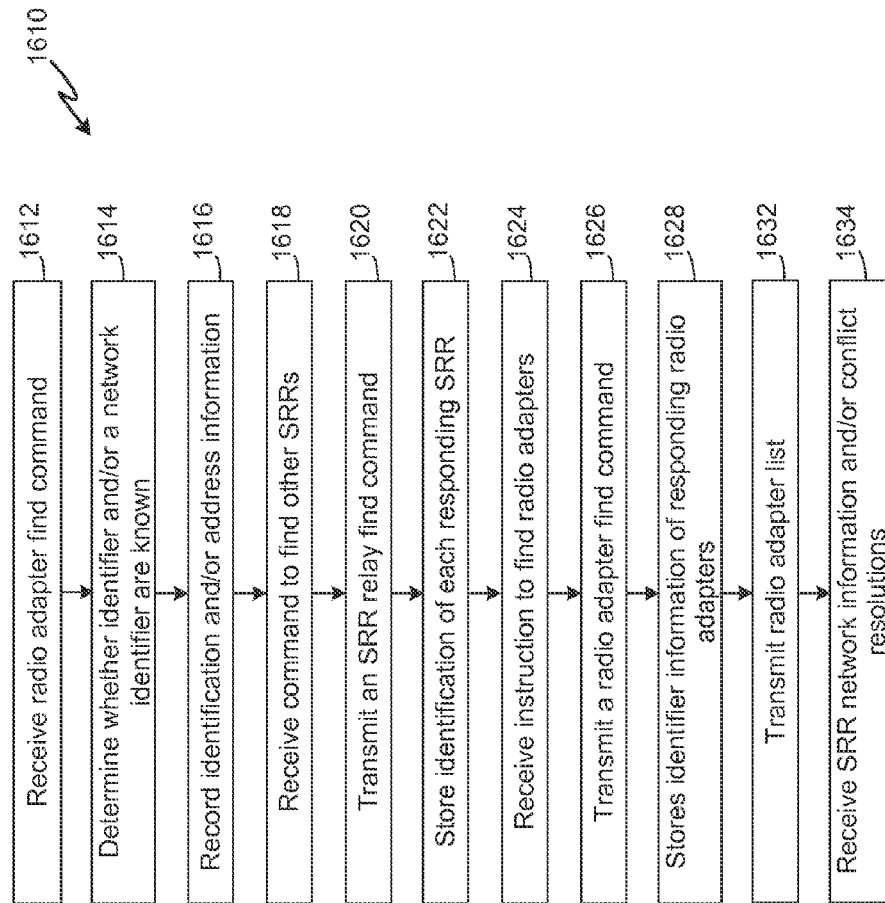 1610
Receive radio adapter find command
1612
Determine whether identifier and/or a network
identifier are known
1614
Record identification and/or address information
1616
Receive command to find other SRRs
1618
Transmit an SRR relay find command
1620
Store identification of each responding SRR
1622
Receive instruction to find radio adapters
1624
Transmit a radio adapter find command
1626
Stores identifier information of responding radio
adapters
1628
Transmit radio adapter list
1632
Receive SRR network information and/or conflict
resolutions
1634